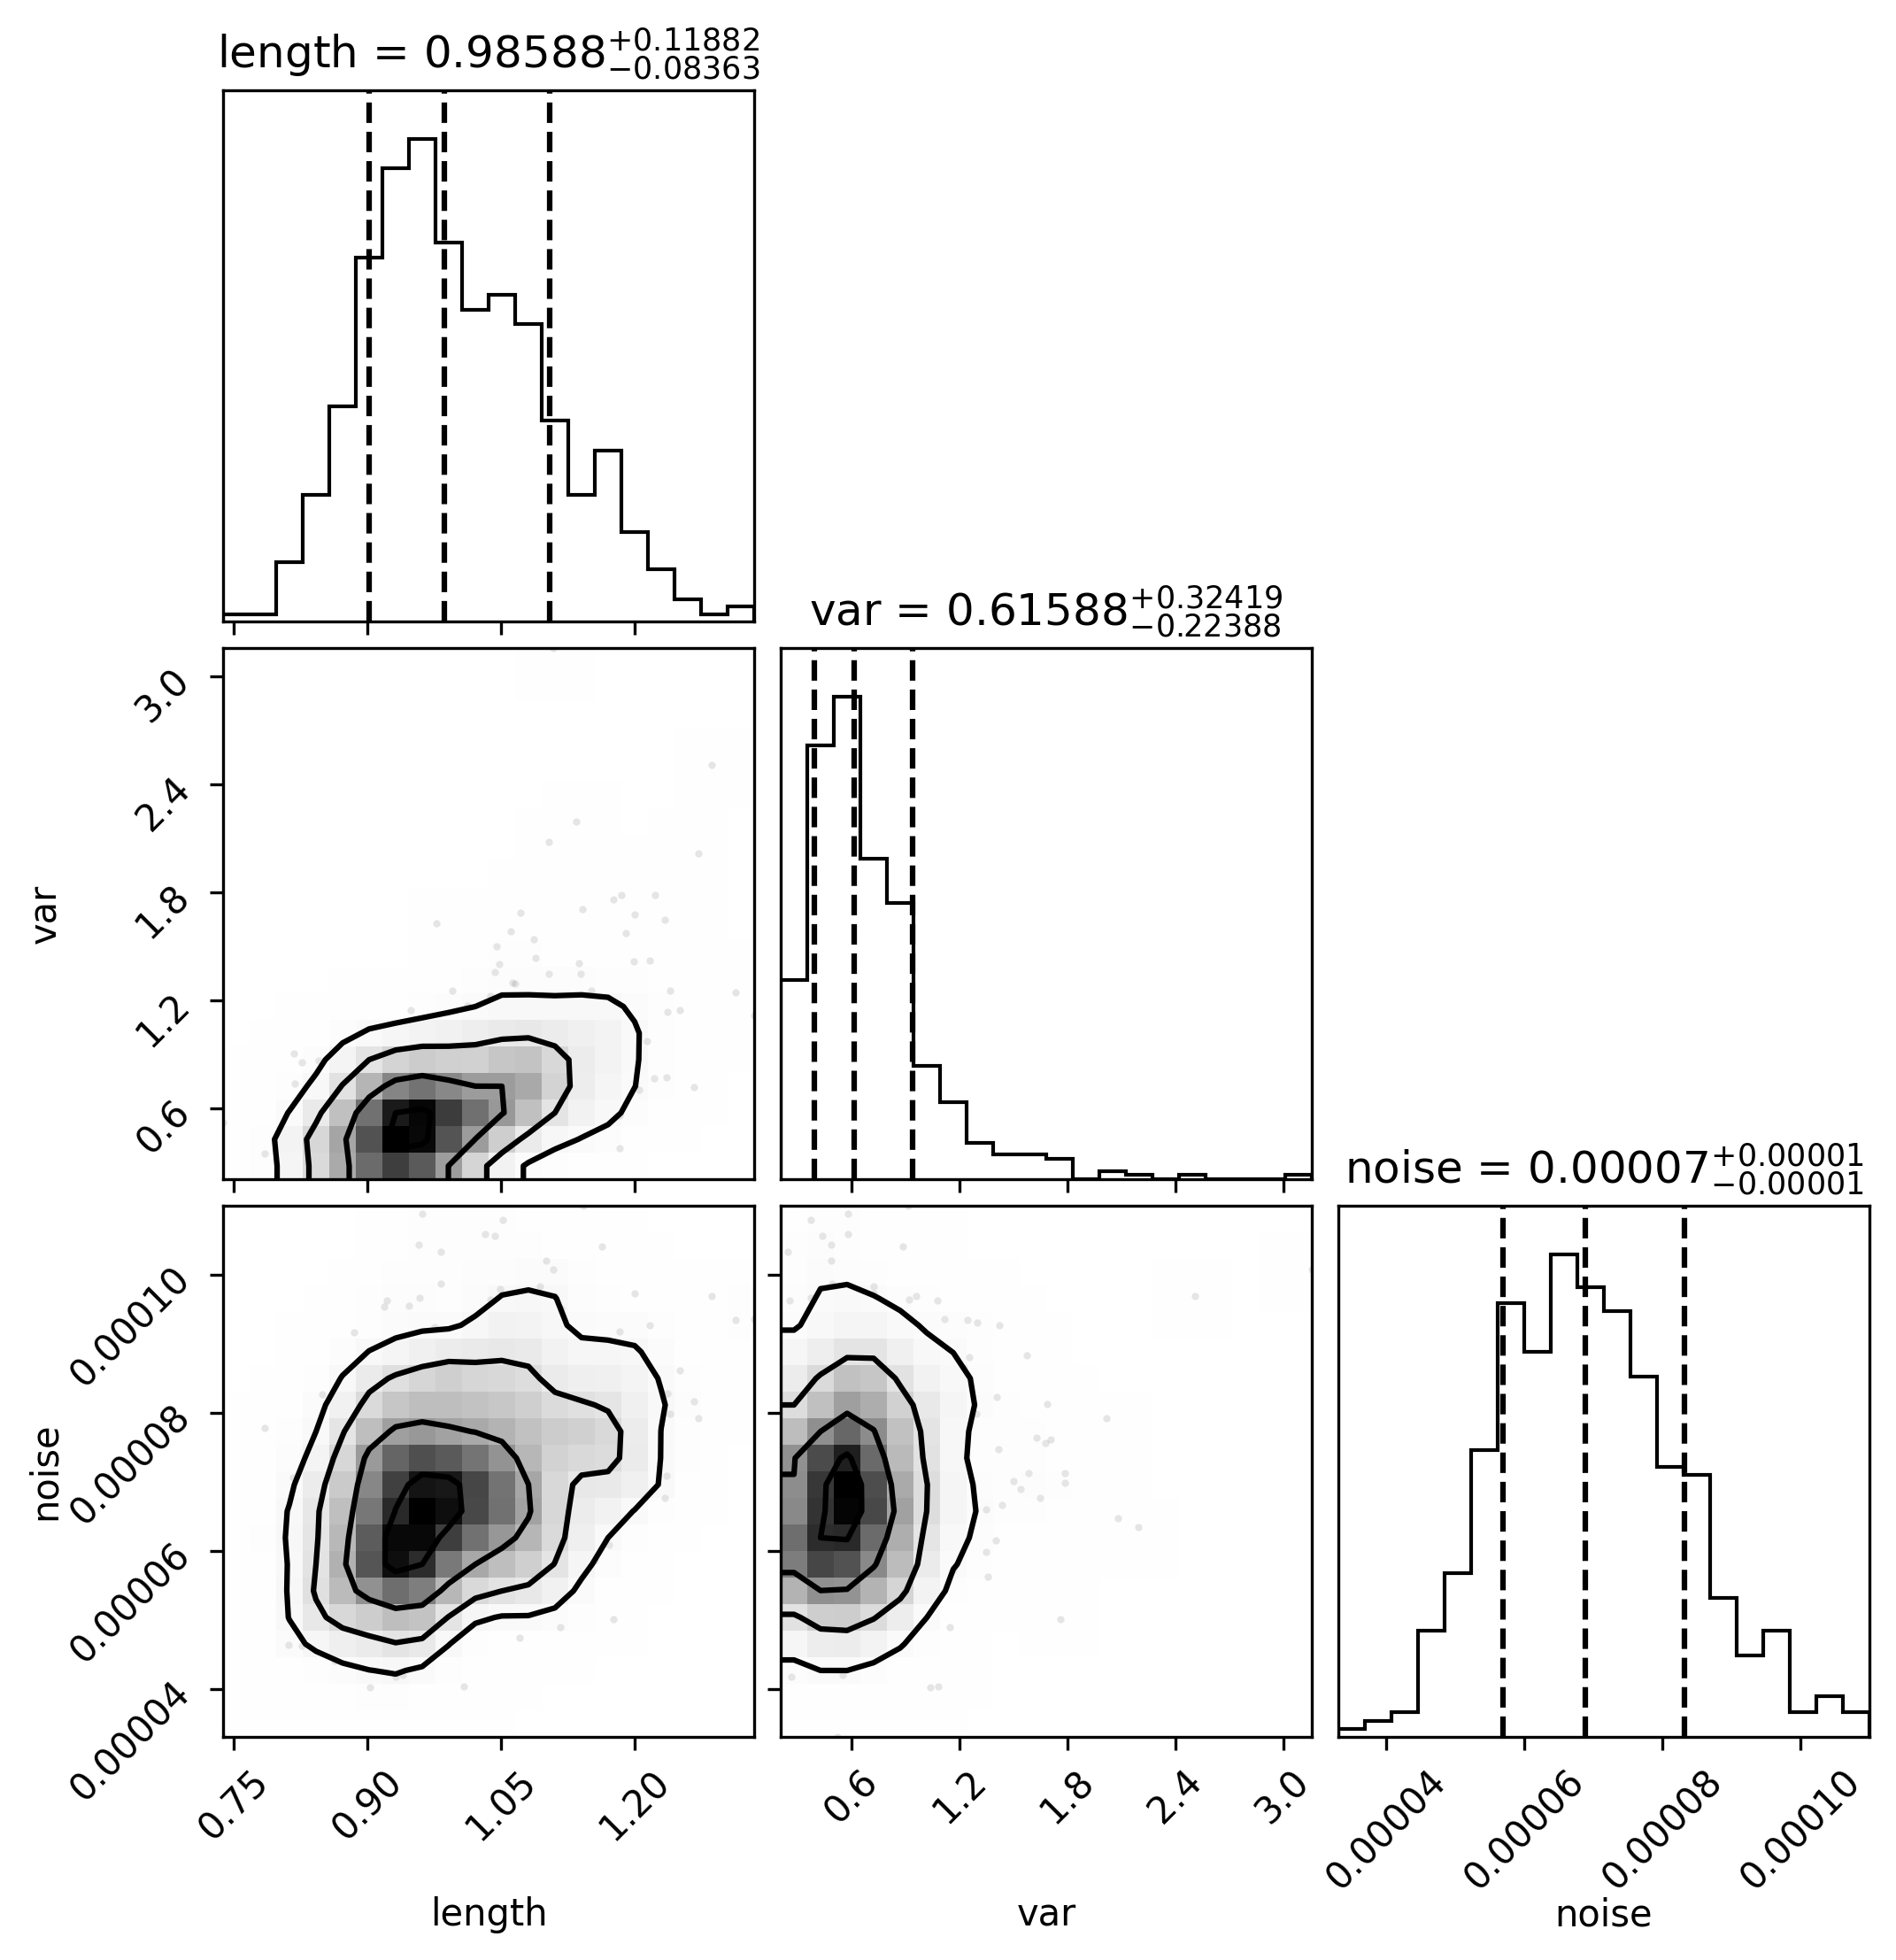 length = 0.98588+0.11882−0.08363
var = 0.61588+0.32419−0.22388
3.0
2.4
1.8
1.2
0.6
var
noise = 0.00007+0.00001−0.00001
0.00010
0.00008
0.00006
0.00004
noise
0.75 0.90 1.05 1.20
0.6 1.2 1.8 2.4 3.0
0.00004 0.00006 0.00008 0.00010
length var noise